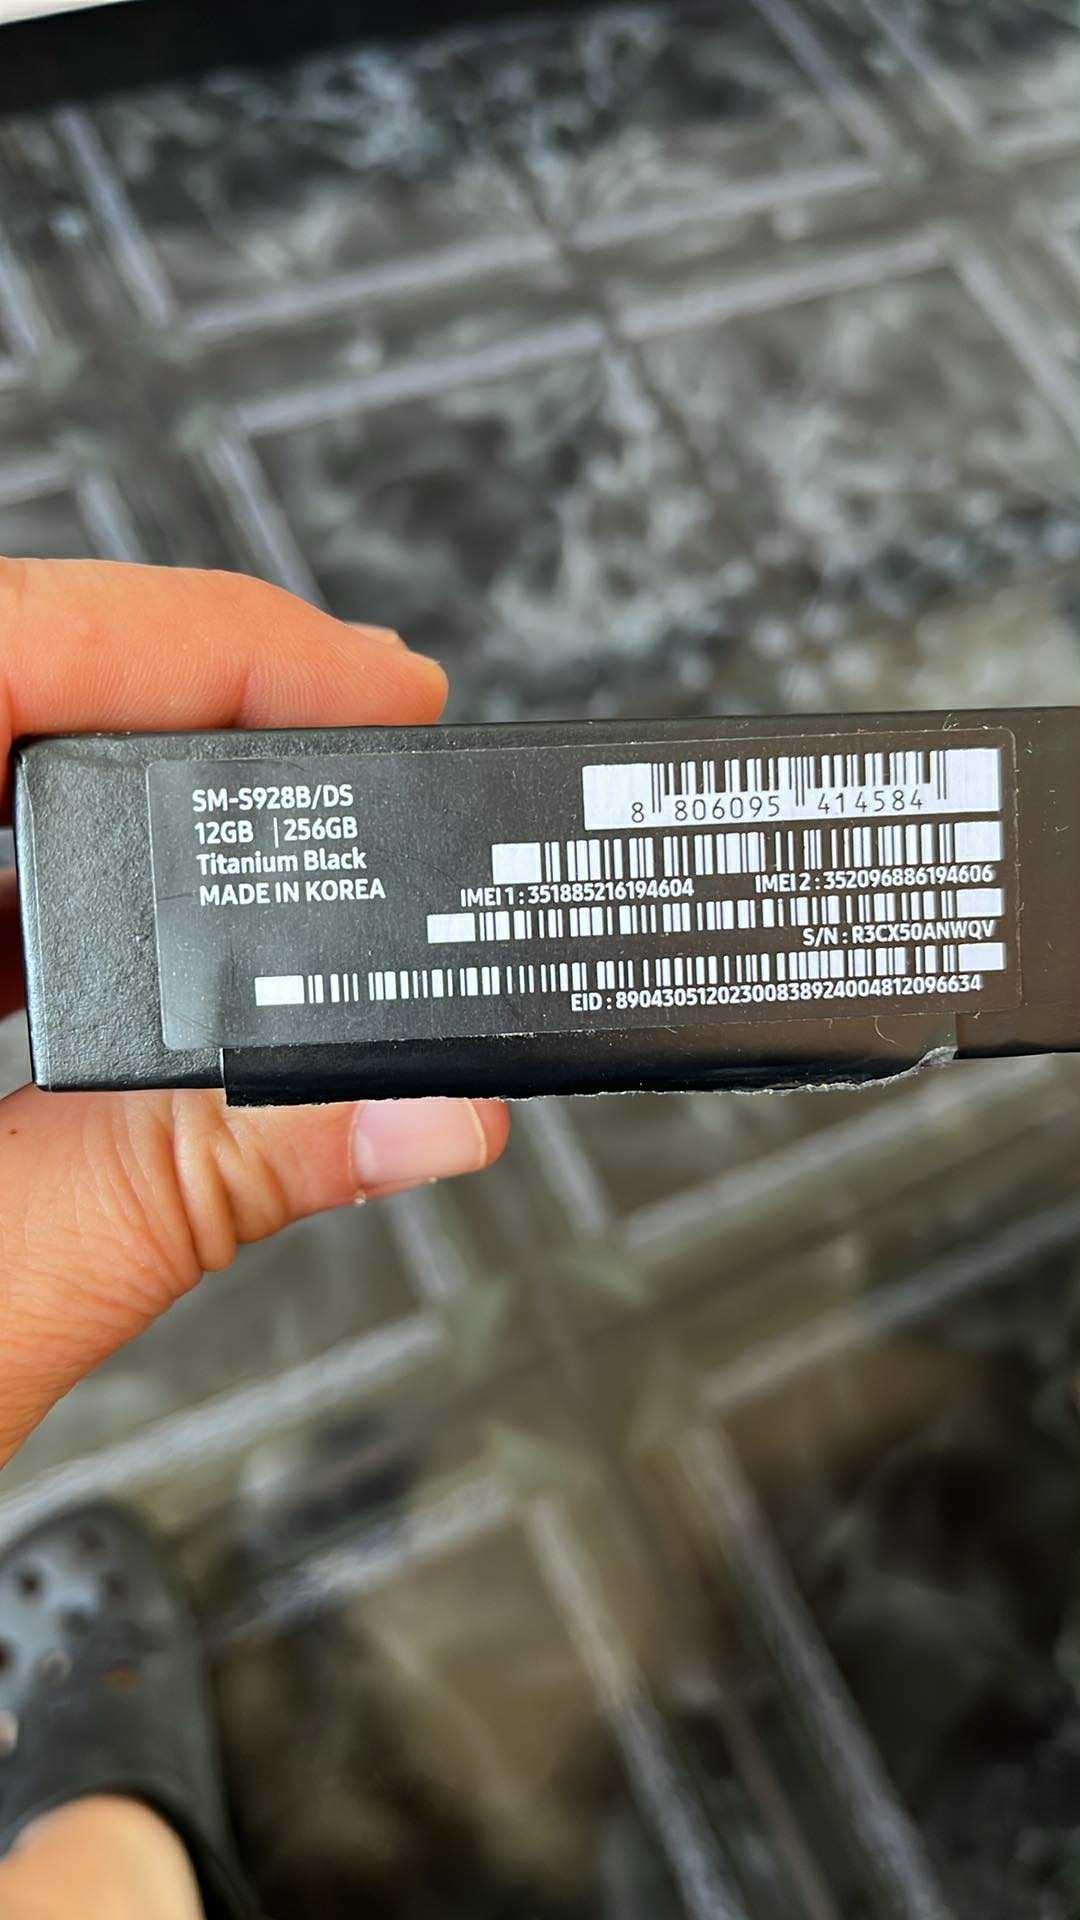 SM-S928B/DS
12GB | 256GB
Titanium Black
MADE IN KOREA
8 806095 414584
IMEI 1 : 351885216194604 IMEI 2 : 352096886194606
S/N : R3CX50ANWQV
EID : 89043051202300838924004812096634